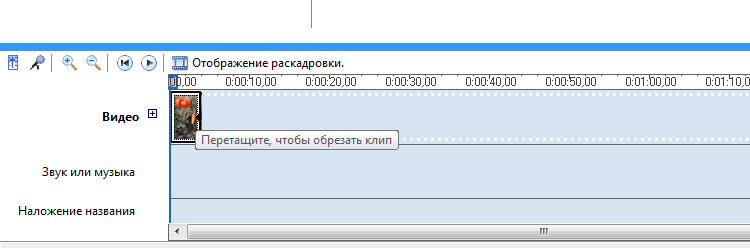 Отображение раскадровки.
00,00 0:00:10,00 0:00:20,00 0:00:30,00 0:00:40,00 0:00:50,00 0:01:00,00 0:01:10,
Видео
Перетащите, чтобы обрезать клип
Звук или музыка
Наложение названия